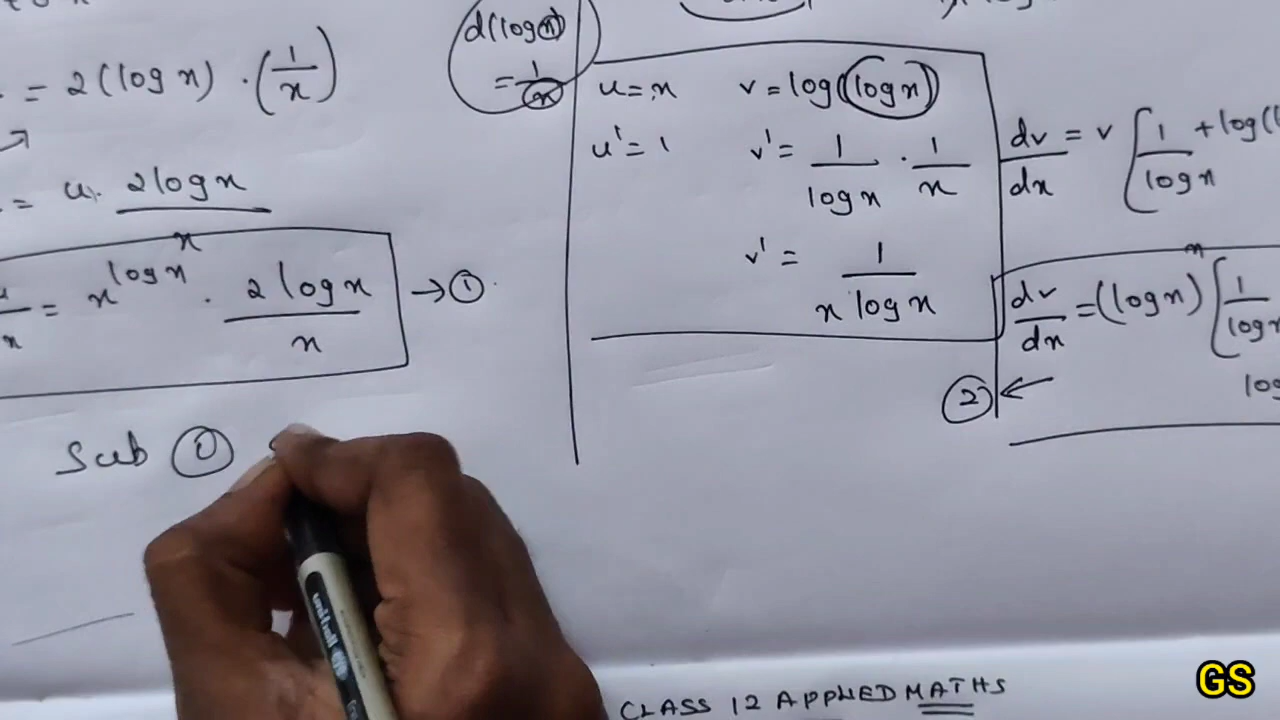 = 2(log x) · (1/x)
= u · 2 log x / x
= x^(log x) · 2 log x / x → ①
Sub ①
d(log x)
= 1/x
u = x v = log(log x)
u' = 1 v' = 1/log x · 1/x
v' = 1/(x log x)
dv/dx = v [1/log x + log(
dv/dx = (log x)^x [1/log x
②
CLASS 12 APPLIED MATHS
GS